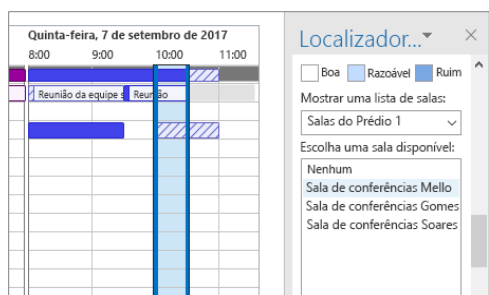 Quinta-feira, 7 de setembro de 2017
8:00 9:00 10:00 11:00
Reunião da equipe s Reunião
Localizador...
Boa Razoável Ruim
Mostrar uma lista de salas:
Salas do Prédio 1
Escolha uma sala disponível:
Nenhum
Sala de conferências Mello
Sala de conferências Gomes
Sala de conferências Soares